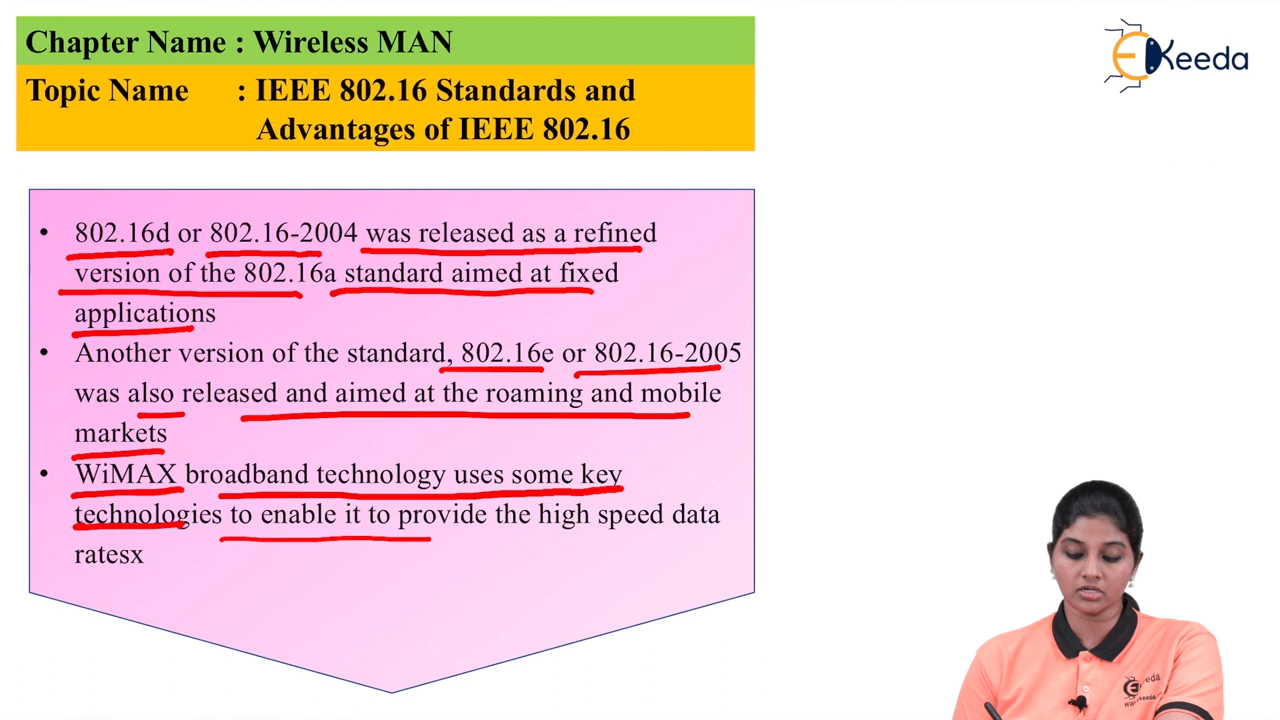 Chapter Name : Wireless MAN
Topic Name : IEEE 802.16 Standards and
Advantages of IEEE 802.16
EKeeda
• 802.16d or 802.16-2004 was released as a refined
version of the 802.16a standard aimed at fixed
applications
• Another version of the standard, 802.16e or 802.16-2005
was also released and aimed at the roaming and mobile
markets
• WiMAX broadband technology uses some key
technologies to enable it to provide the high speed data
ratesx